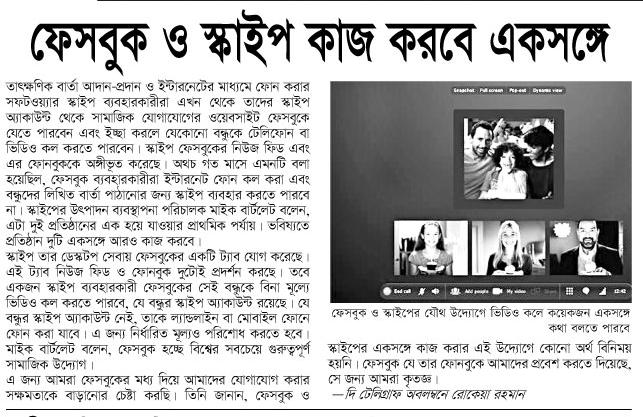 ফেসবুক ও স্কাইপ কাজ করবে একসঙ্গে
তাৎক্ষণিক বার্তা আদান-প্রদান ও ইন্টারনেটের মাধ্যমে ফোন করার
সফটওয়্যার স্কাইপ ব্যবহারকারীরা এখন থেকে তাদের স্কাইপ
অ্যাকাউন্ট থেকে সামাজিক যোগাযোগের ওয়েবসাইট ফেসবুকে
যেতে পারবেন এবং ইচ্ছা করলে যেকোনো বন্ধুকে টেলিফোন বা
ভিডিও কল করতে পারবেন। স্কাইপ ফেসবুকের নিউজ ফিড এবং
এর ফোনবুককে অঙ্গীভূত করেছে। অথচ গত মাসে এমনটি বলা
হয়েছিল, ফেসবুক ব্যবহারকারীরা ইন্টারনেট ফোন কল করা এবং
বন্ধুদের লিখিত বার্তা পাঠানোর জন্য স্কাইপ ব্যবহার করতে পারবে
না। স্কাইপের উৎপাদন ব্যবস্থাপনা পরিচালক মাইক বার্টলেট বলেন,
এটা দুই প্রতিষ্ঠানের এক হয়ে যাওয়ার প্রাথমিক পর্যায়। ভবিষ্যতে
প্রতিষ্ঠান দুটি একসঙ্গে আরও কাজ করবে।
স্কাইপ তার ডেস্কটপ সেবায় ফেসবুকের একটি ট্যাব যোগ করেছে।
এই ট্যাব নিউজ ফিড ও ফোনবুক দুটোই প্রদর্শন করছে। তবে
একজন স্কাইপ ব্যবহারকারী ফেসবুকের সেই বন্ধুকে বিনা মূল্যে
ভিডিও কল করতে পারবে, যে বন্ধুর স্কাইপ অ্যাকাউন্ট রয়েছে। যে
বন্ধুর স্কাইপ অ্যাকাউন্ট নেই, তাকে ল্যান্ডলাইন বা মোবাইল ফোনে
ফোন করা যাবে। এ জন্য নির্ধারিত মূল্যও পরিশোধ করতে হবে।
মাইক বার্টলেট বলেন, ফেসবুক হচ্ছে বিশ্বের সবচেয়ে গুরুত্বপূর্ণ
সামাজিক উদ্যোগ।
এ জন্য আমরা ফেসবুকের মধ্য দিয়ে আমাদের যোগাযোগ করার
সক্ষমতাকে বাড়ানোর চেষ্টা করছি। তিনি জানান, ফেসবুক ও
Snapshot Full screen Pop-out Dynamic view
End call Add people My video Share 12:42
ফেসবুক ও স্কাইপের যৌথ উদ্যোগে ভিডিও কলে কয়েকজন একসঙ্গে
কথা বলতে পারবে
স্কাইপের একসঙ্গে কাজ করার এই উদ্যোগে কোনো অর্থ বিনিময়
হয়নি। ফেসবুক যে তার ফোনবুকে আমাদের প্রবেশ করতে দিয়েছে,
সে জন্য আমরা কৃতজ্ঞ।
—দি টেলিগ্রাফ অবলম্বনে রোকেয়া রহমান